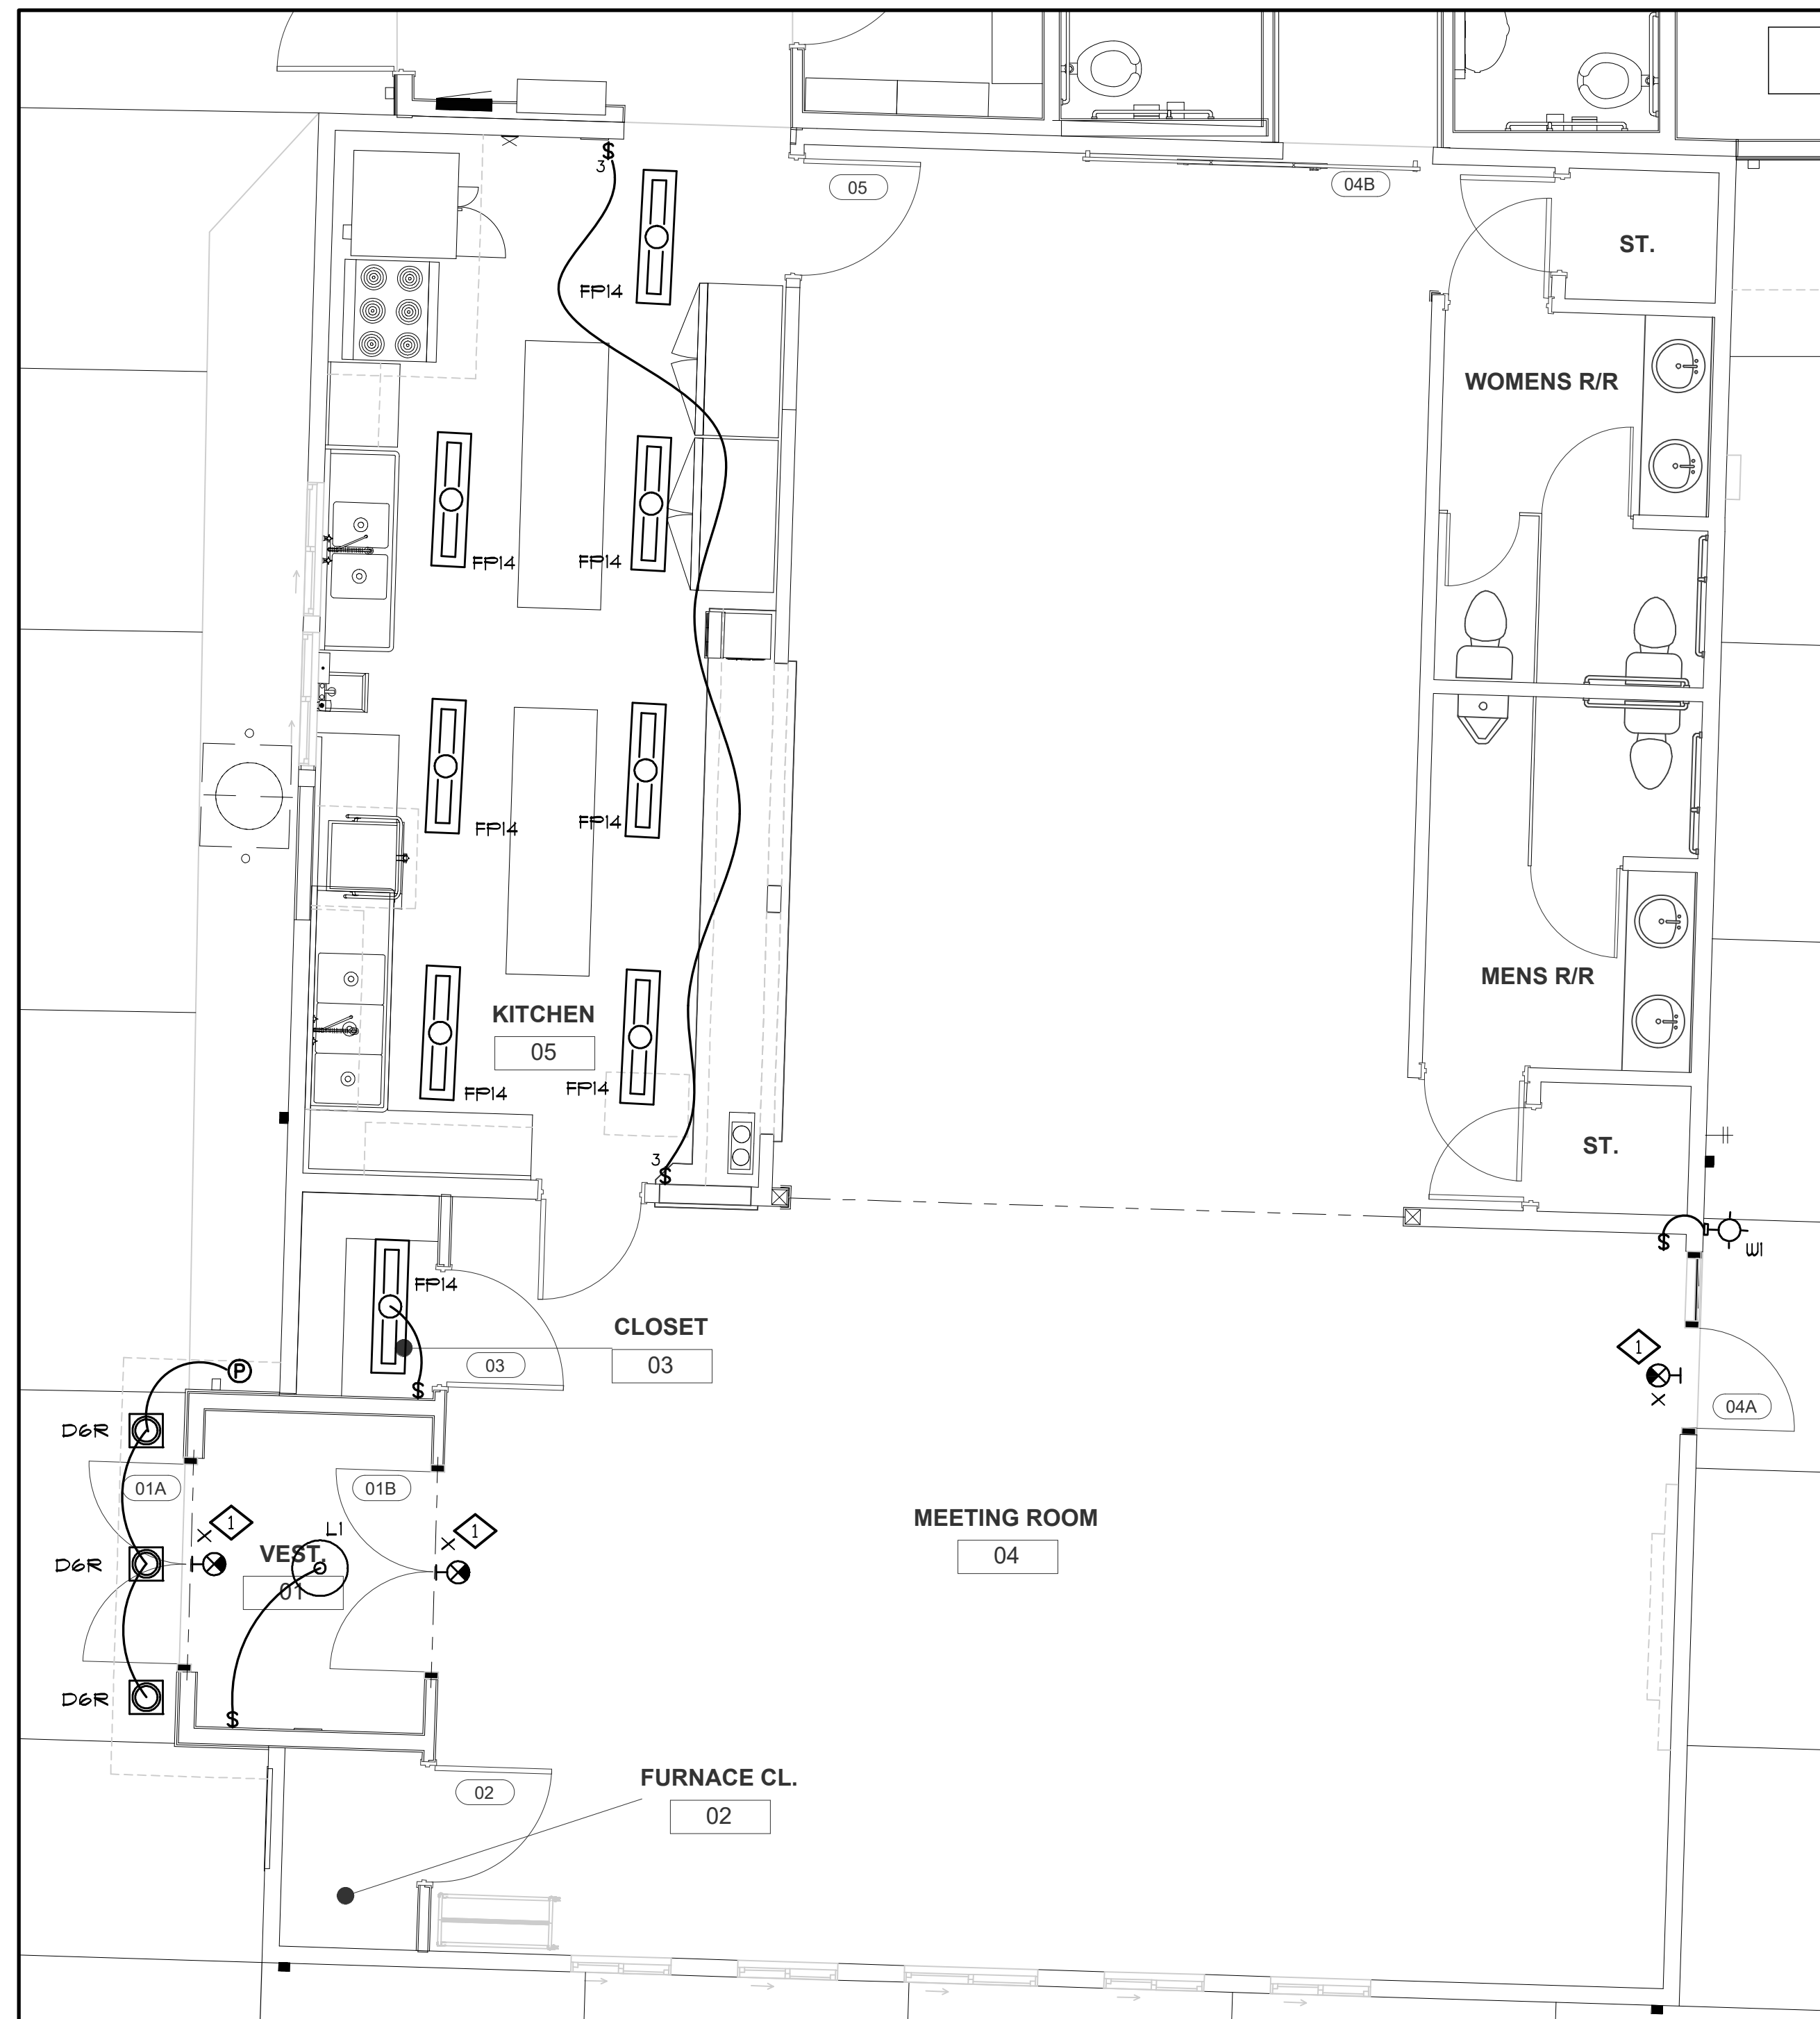 $
3
05
04B
ST.
FP14
WOMENS R/R
FP14
FP14
FP14
FP14
MENS R/R
KITCHEN
05
FP14
FP14
ST.
3
$
$
W1
FP14
CLOSET
03
03
$
1
X
04A
P
D6R
01A
01B
X
1
L1
X
1
D6R
VEST.
01
MEETING ROOM
04
D6R
$
FURNACE CL.
02
02